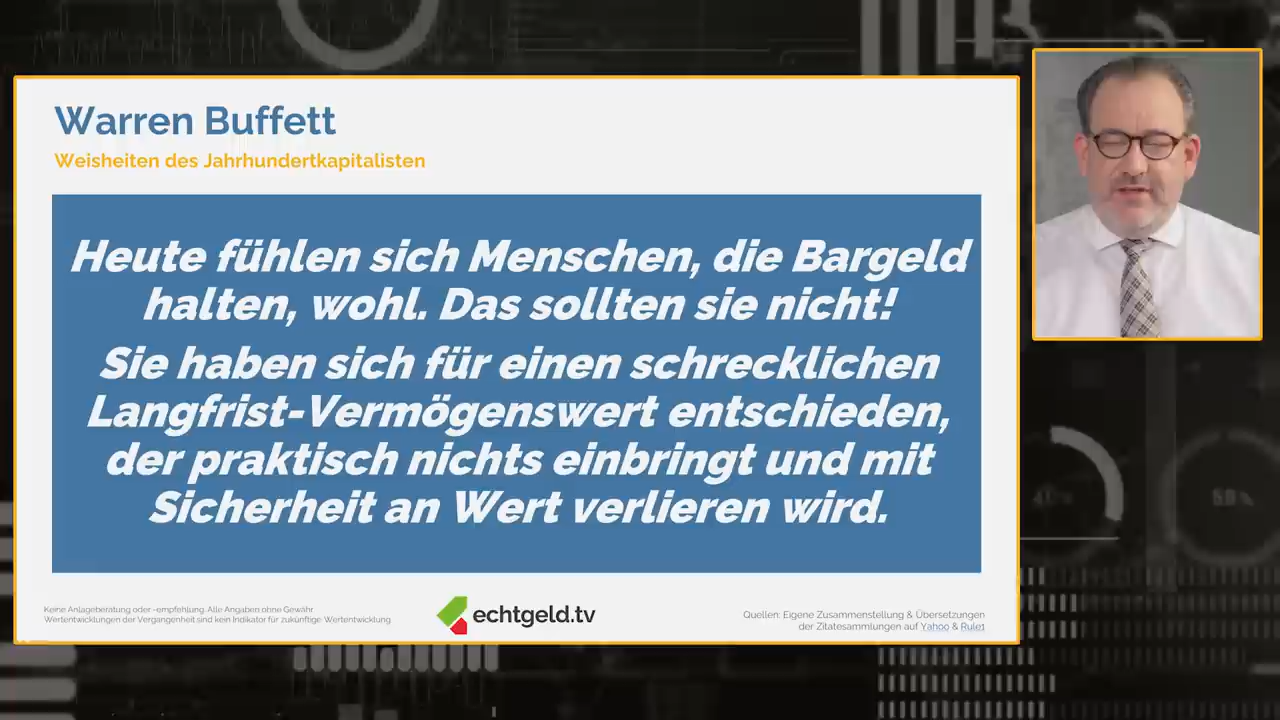 Warren Buffett
Weisheiten des Jahrhundertkapitalisten
Heute fühlen sich Menschen, die Bargeld
halten, wohl. Das sollten sie nicht!
Sie haben sich für einen schrecklichen
Langfrist-Vermögenswert entschieden,
der praktisch nichts einbringt und mit
Sicherheit an Wert verlieren wird.
Keine Anlageberatung oder -empfehlung. Alle Angaben ohne Gewähr.
Wertentwicklungen der Vergangenheit sind kein Indikator für zukünftige Wertentwicklung.
echtgeld.tv
Quellen: Eigene Zusammenstellung & Übersetzungen
der Zitatesammlungen auf Yahoo & Rule1